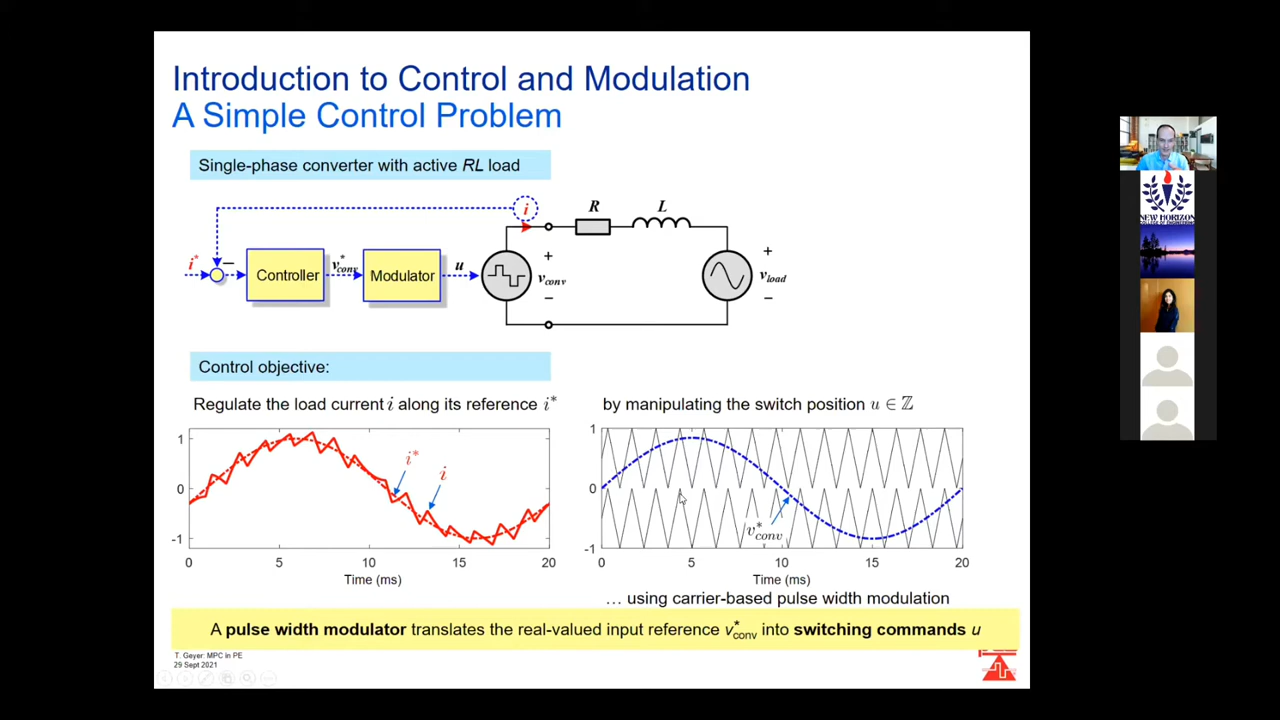 Introduction to Control and Modulation
A Simple Control Problem
Single-phase converter with active RL load
i
R
L
i*
−
Controller
v*conv
Modulator
u
+
vconv
−
+
vload
−
NEW HORIZON
COLLEGE OF ENGINEERING
Control objective:
Regulate the load current i along its reference i*
by manipulating the switch position u ∈ ℤ
1
0
-1
i*
i
0
5
10
15
20
Time (ms)
1
0
-1
v*conv
0
5
10
15
20
Time (ms)
… using carrier-based pulse width modulation
A pulse width modulator translates the real-valued input reference v*conv into switching commands u
T. Geyer: MPC in PE
29 Sept 2021